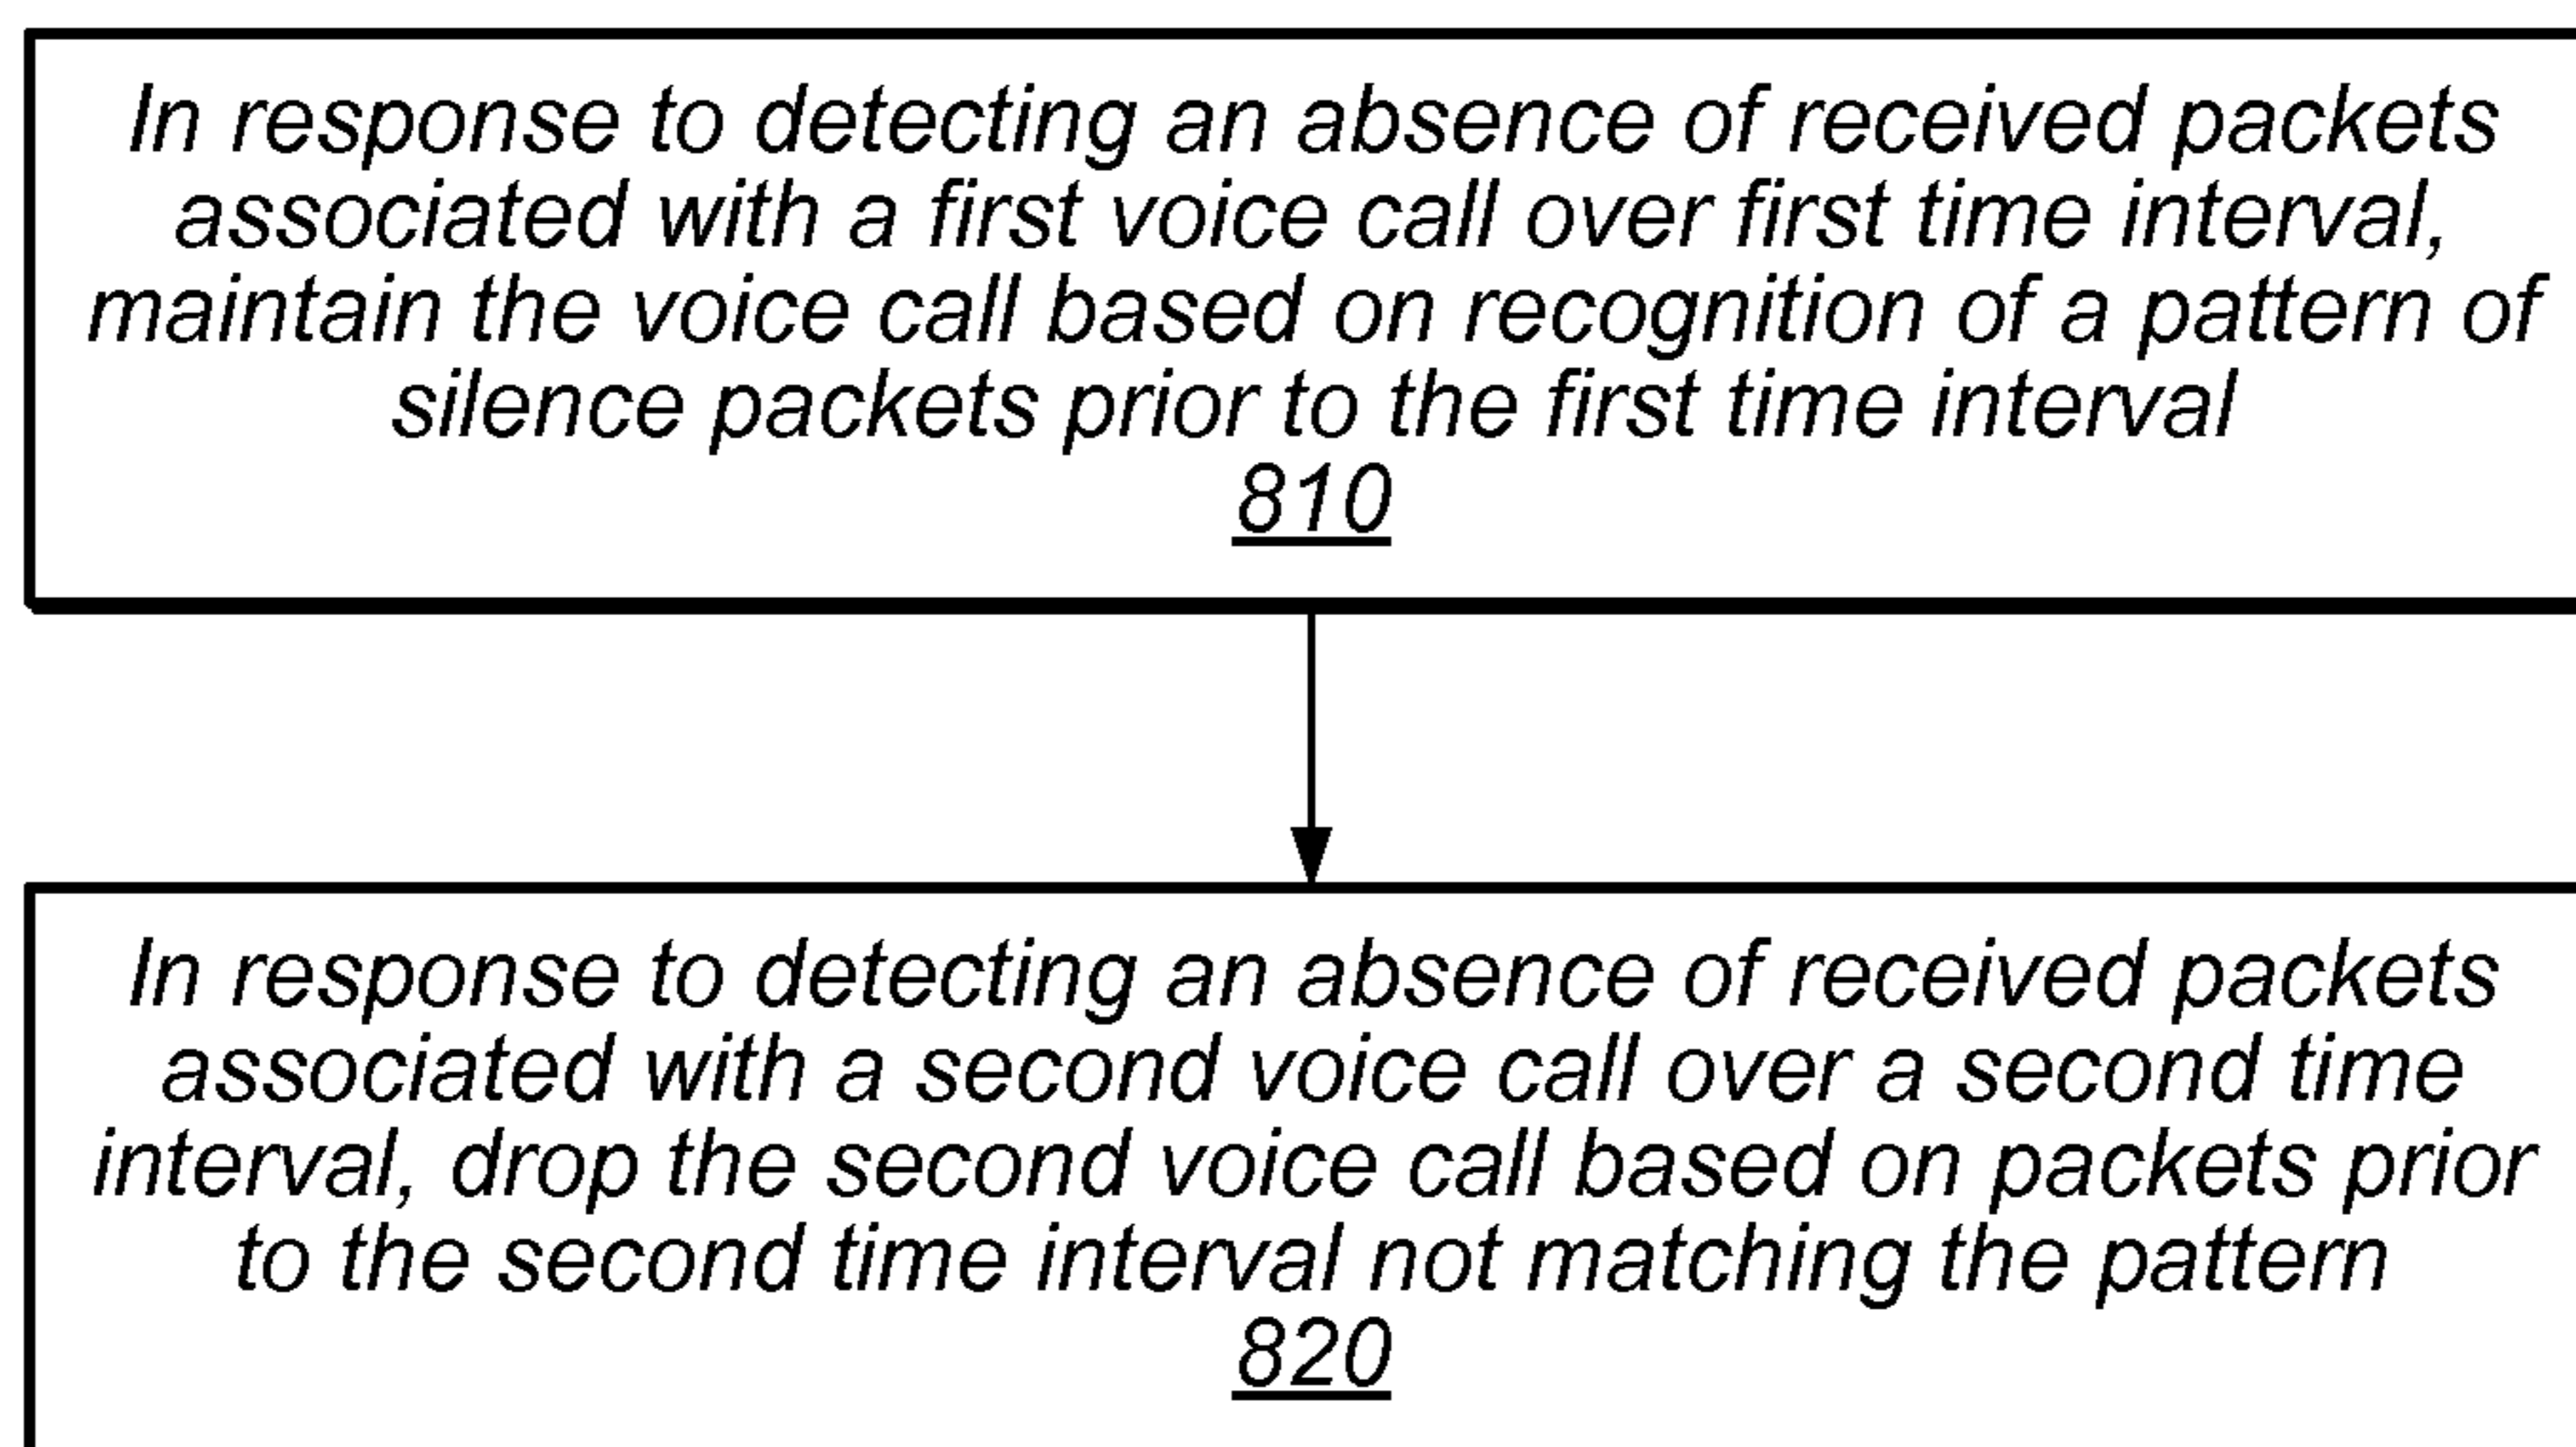 In response to detecting an absence of received packets
associated with a first voice call over first time interval,
maintain the voice call based on recognition of a pattern of
silence packets prior to the first time interval
810
In response to detecting an absence of received packets
associated with a second voice call over a second time
interval, drop the second voice call based on packets prior
to the second time interval not matching the pattern
820